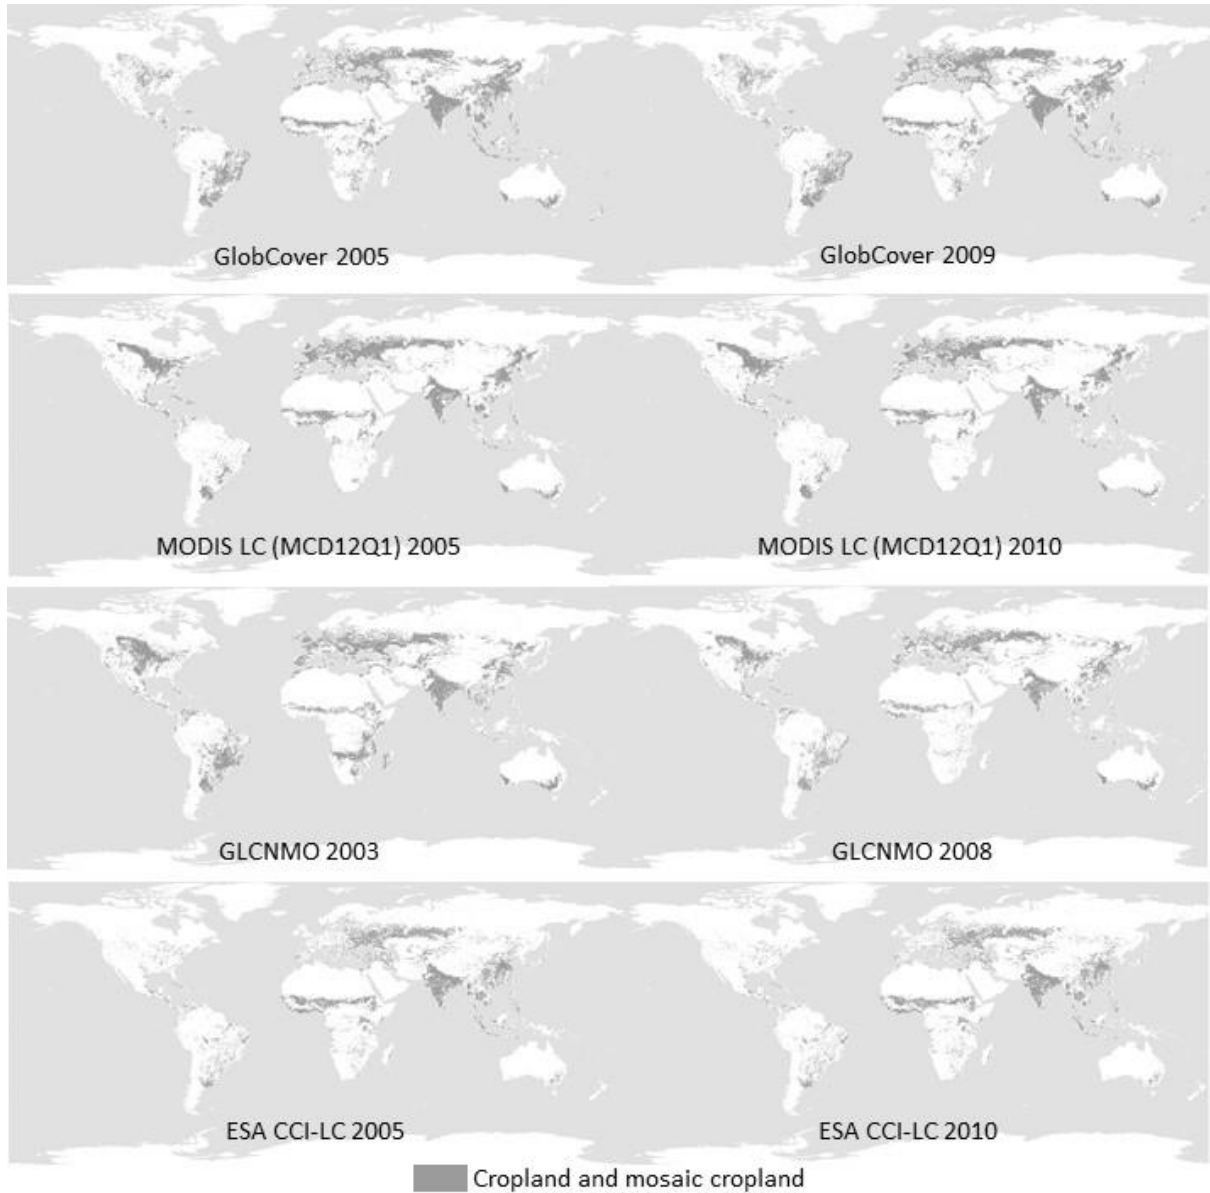 GlobCover 2005
GlobCover 2009
MODIS LC (MCD12Q1) 2005
MODIS LC (MCD12Q1) 2010
GLCNMO 2003
GLCNMO 2008
ESA CCI-LC 2005
ESA CCI-LC 2010
Cropland and mosaic cropland